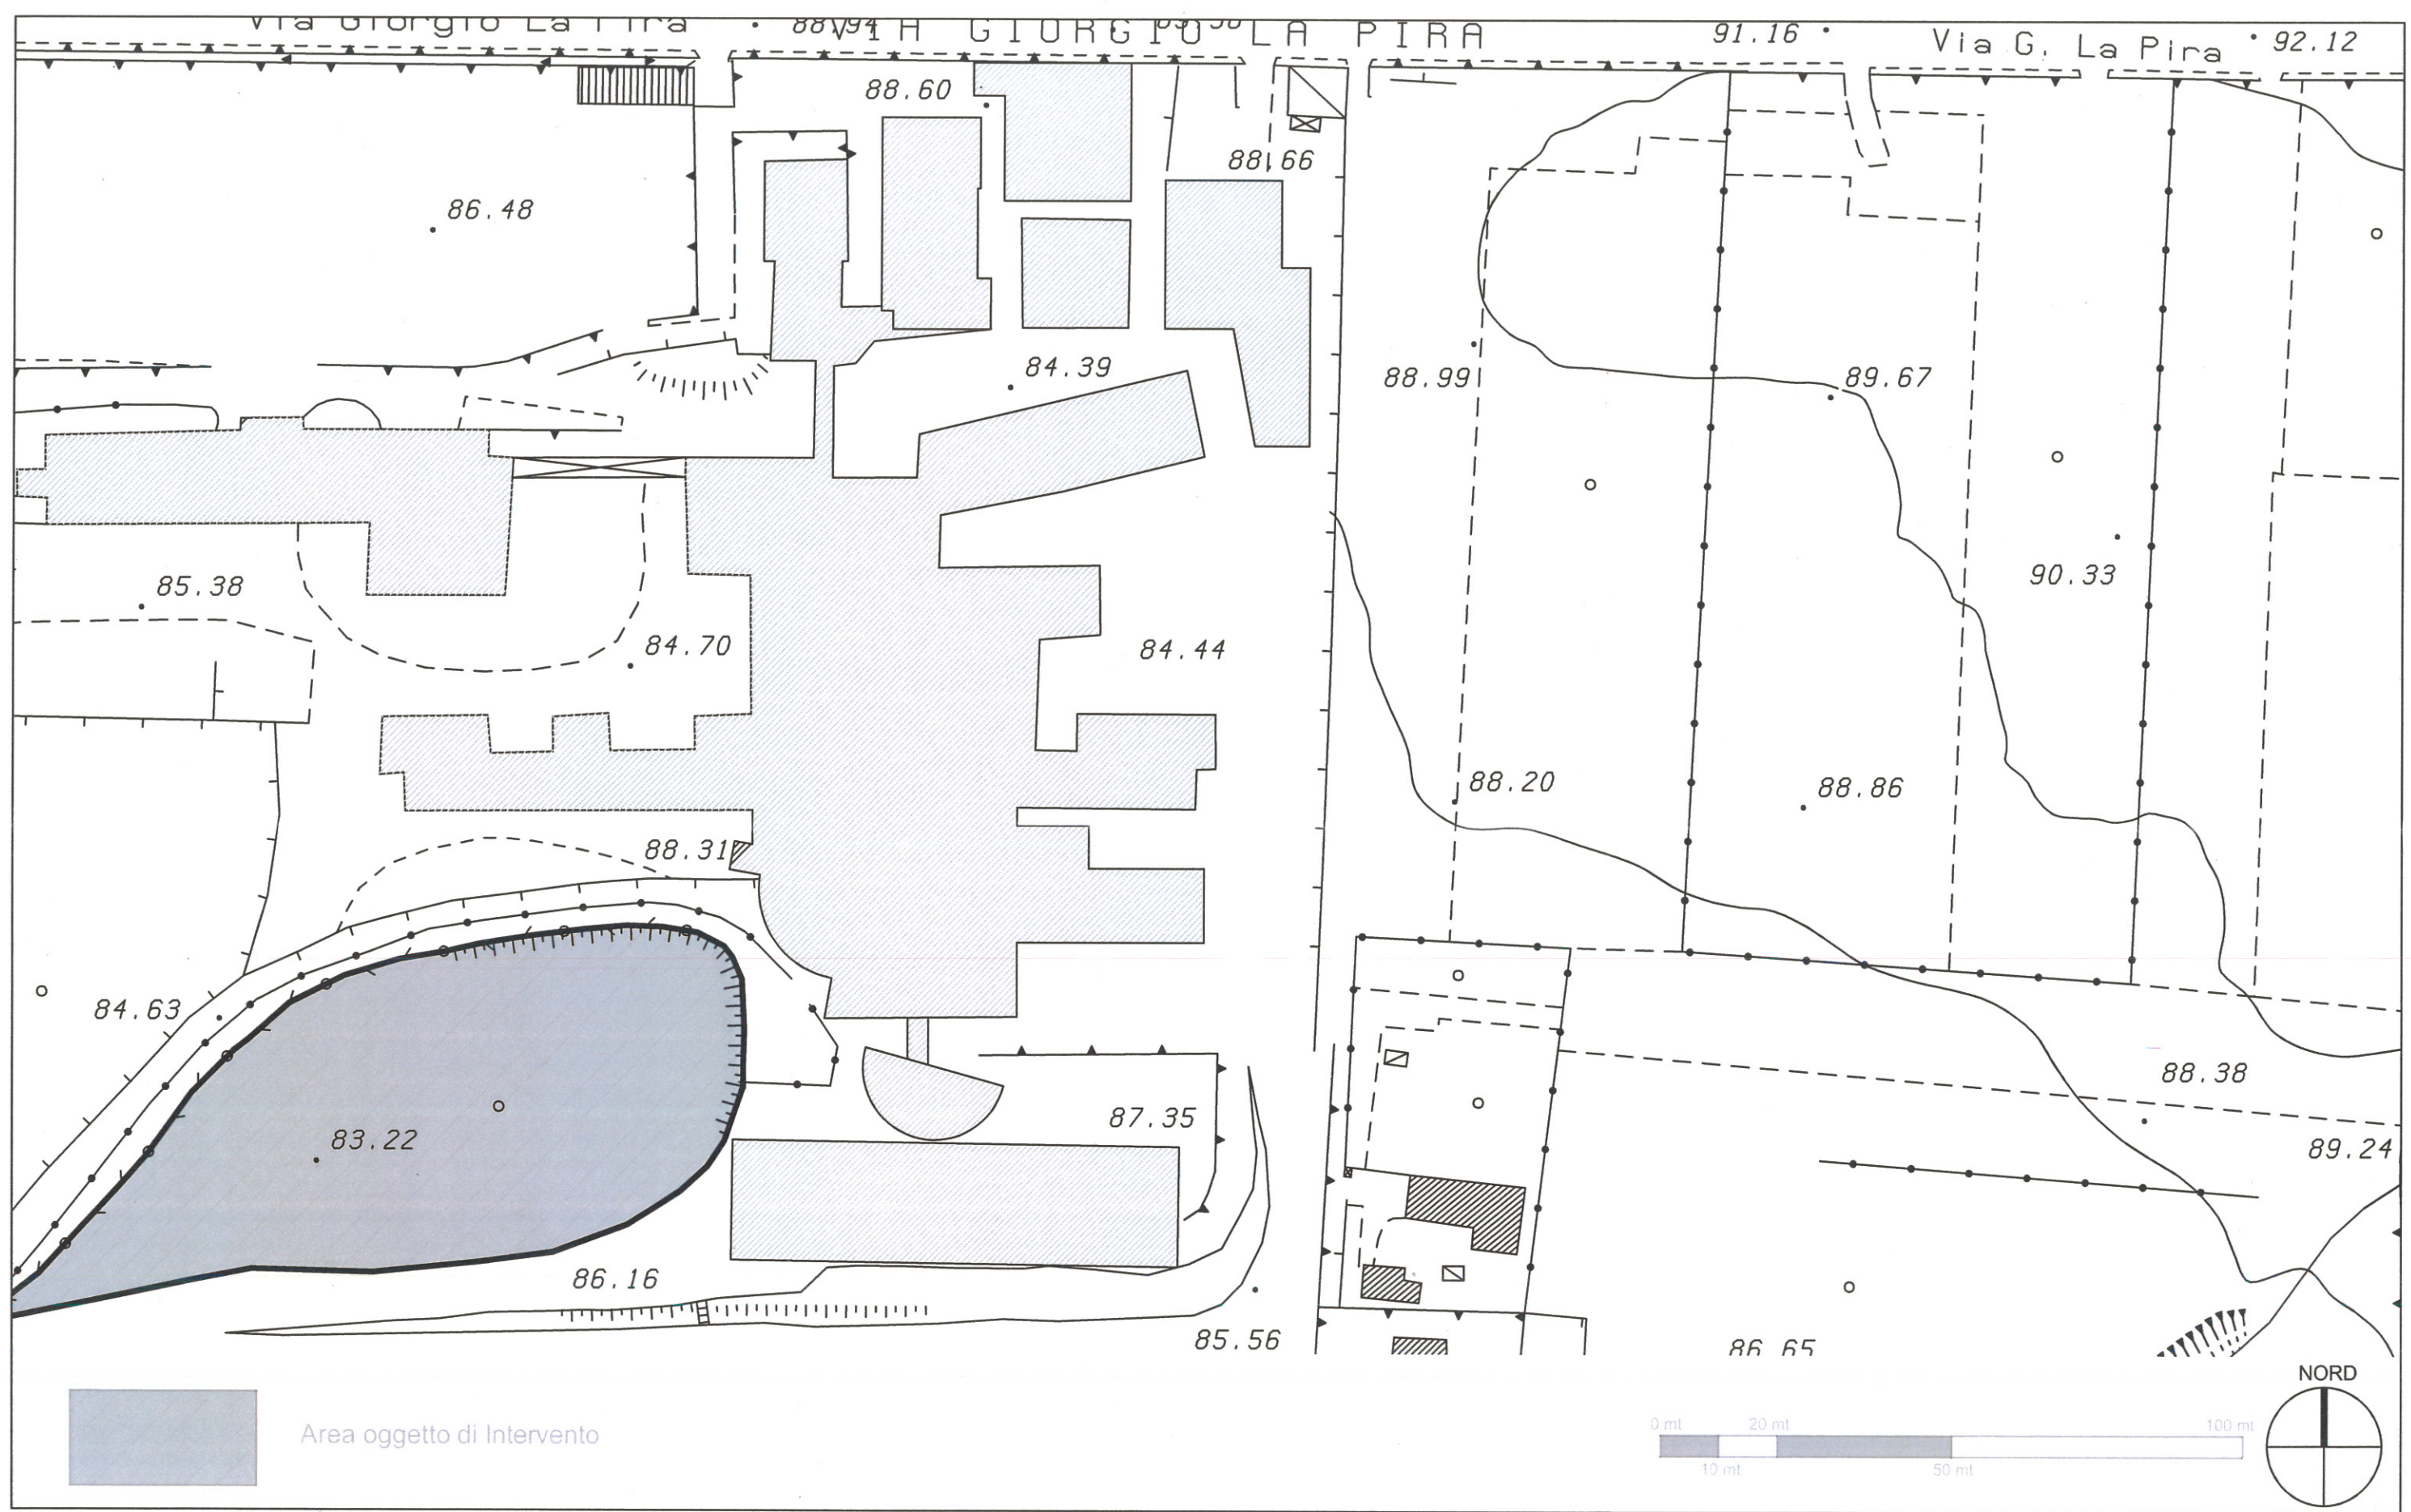 Via Giorgio La Pira
88.94
VIA GIORGIO LA PIRA
91.16
Via G. La Pira
92.12
88.60
88.66
86.48
84.39
88.99
89.67
85.38
90.33
84.70
84.44
88.20
88.86
88.31
84.63
88.38
87.35
83.22
89.24
86.16
85.56
86.65
NORD
Area oggetto di Intervento
0 mt
20 mt
100 mt
10 mt
50 mt